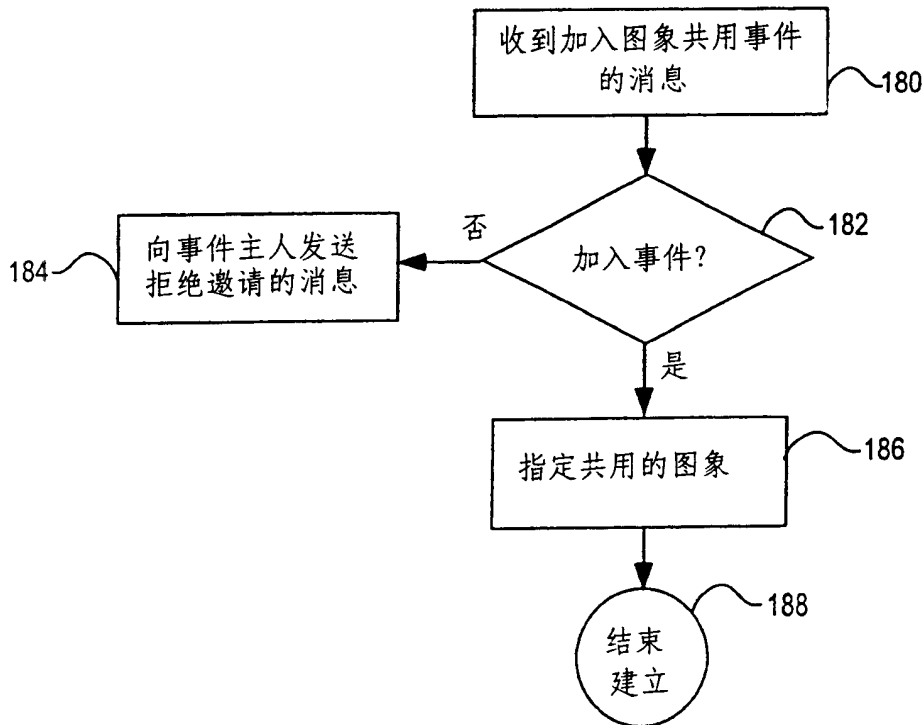 收到加入图象共用事件
的消息
180
182
否
加入事件?
向事件主人发送
拒绝邀请的消息
184
是
指定共用的图象
186
188
结束
建立